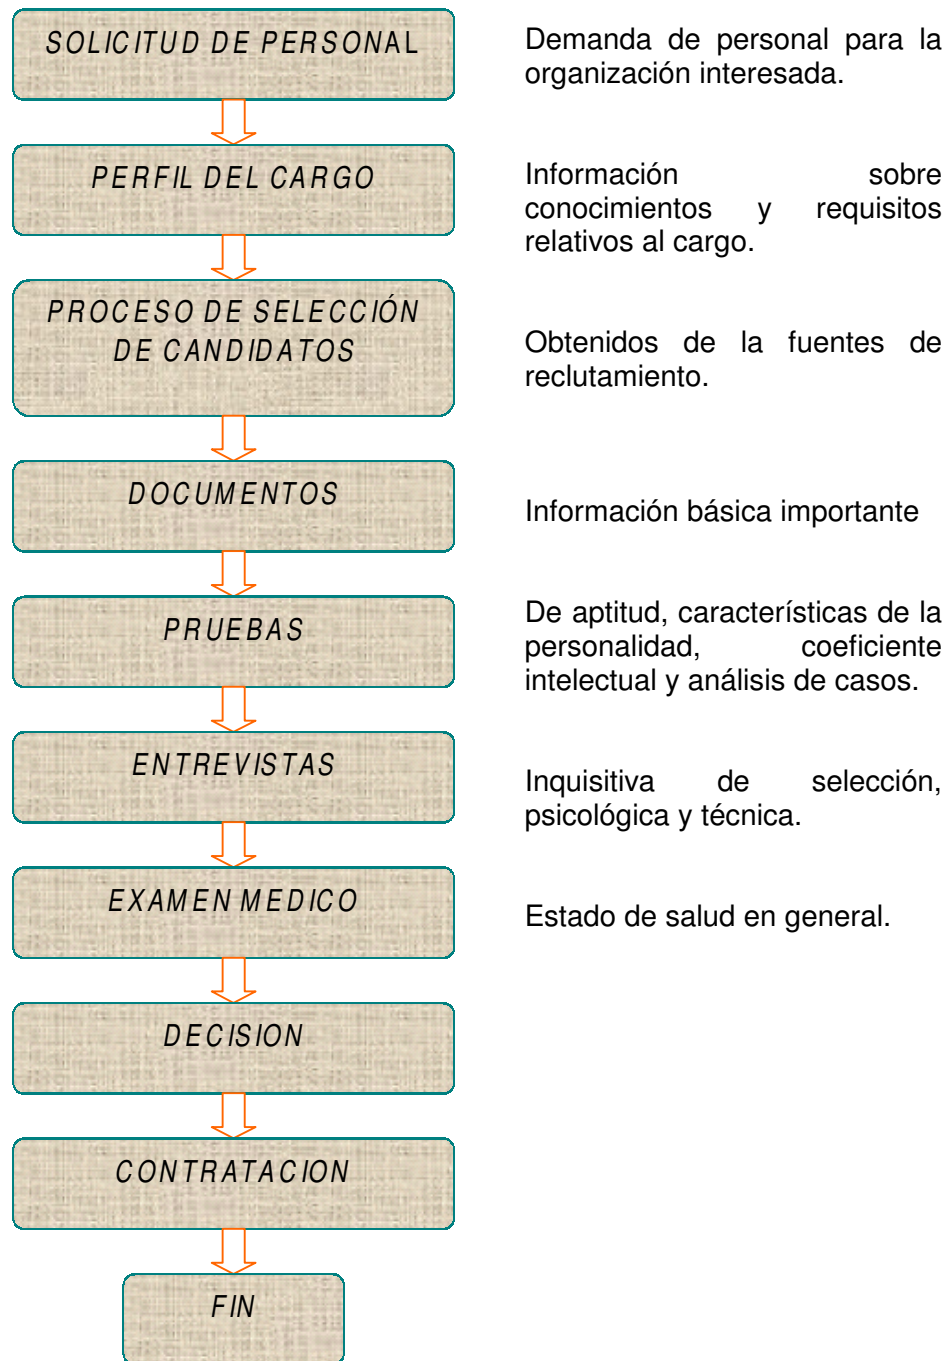 SOLICITUD DE PERSONAL
Demanda de personal para la
organización interesada.
PERFIL DEL CARGO
Información sobre
conocimientos y requisitos
relativos al cargo.
PROCESO DE SELECCIÓN
DE CANDIDATOS
Obtenidos de la fuentes de
reclutamiento.
DOCUMENTOS
Información básica importante
PRUEBAS
De aptitud, características de la
personalidad, coeficiente
intelectual y análisis de casos.
ENTREVISTAS
Inquisitiva de selección,
psicológica y técnica.
EXAMEN MEDICO
Estado de salud en general.
DECISION
CONTRATACION
FIN